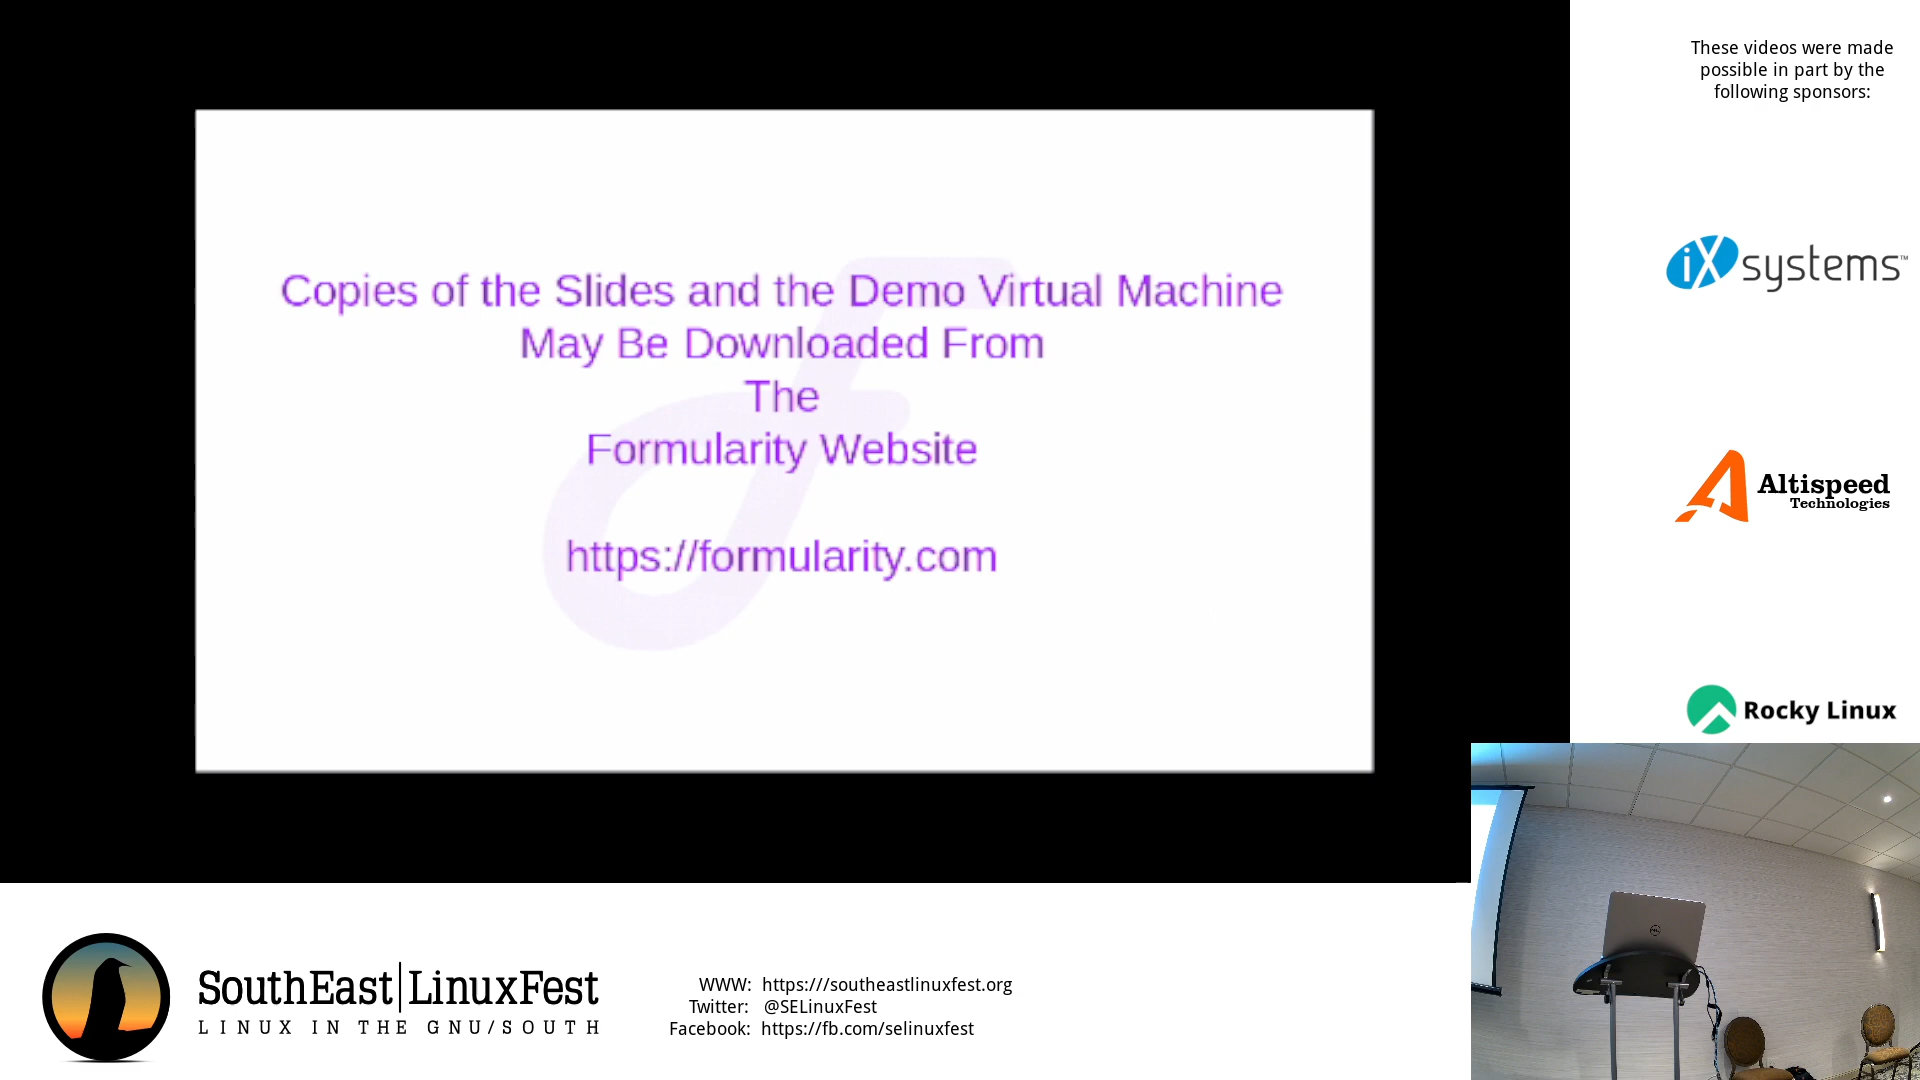 Copies of the Slides and the Demo Virtual Machine
May Be Downloaded From
The
Formularity Website
https://formularity.com
These videos were made
possible in part by the
following sponsors:
iXsystems™
Altispeed
Technologies
Rocky Linux
SouthEast|LinuxFest
LINUX IN THE GNU/SOUTH
WWW: https:///southeastlinuxfest.org
Twitter: @SELinuxFest
Facebook: https://fb.com/selinuxfest